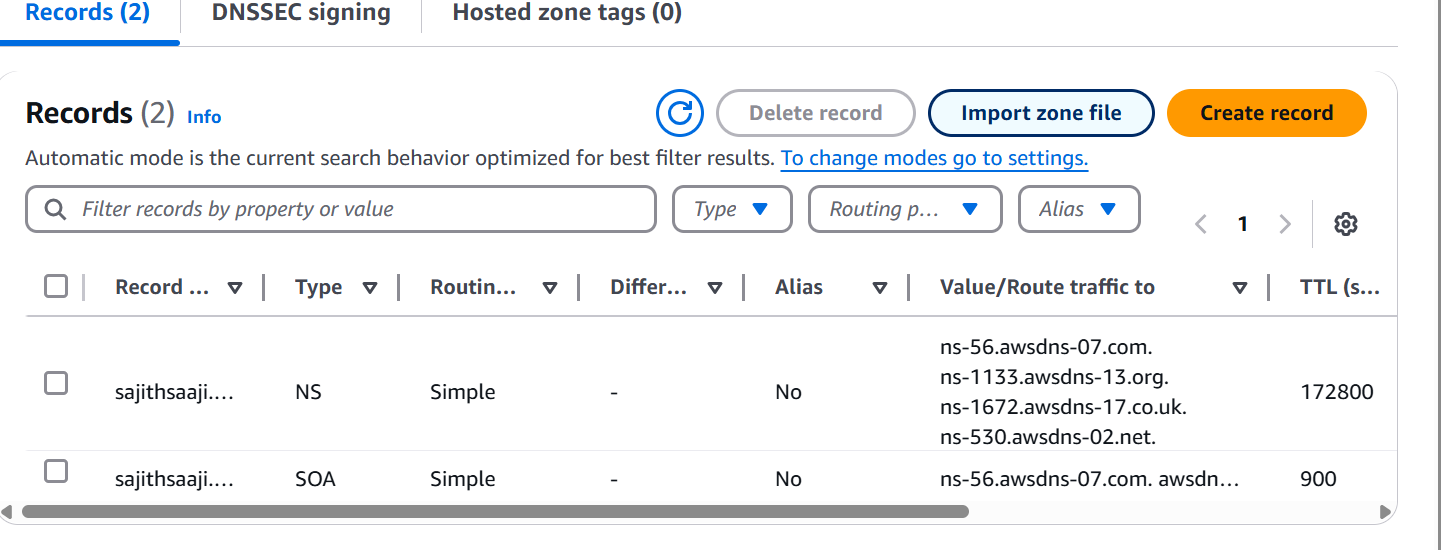 Records (2) DNSSEC signing Hosted zone tags (0)
Records (2) Info Delete record Import zone file Create record
Automatic mode is the current search behavior optimized for best filter results. To change modes go to settings.
Filter records by property or value Type Routing p... Alias 1
Record ... Type Routin... Differ... Alias Value/Route traffic to TTL (s...
ns-56.awsdns-07.com.
ns-1133.awsdns-13.org.
sajithsaaji.... NS Simple - No 172800
ns-1672.awsdns-17.co.uk.
ns-530.awsdns-02.net.
sajithsaaji.... SOA Simple - No ns-56.awsdns-07.com. awsdn... 900